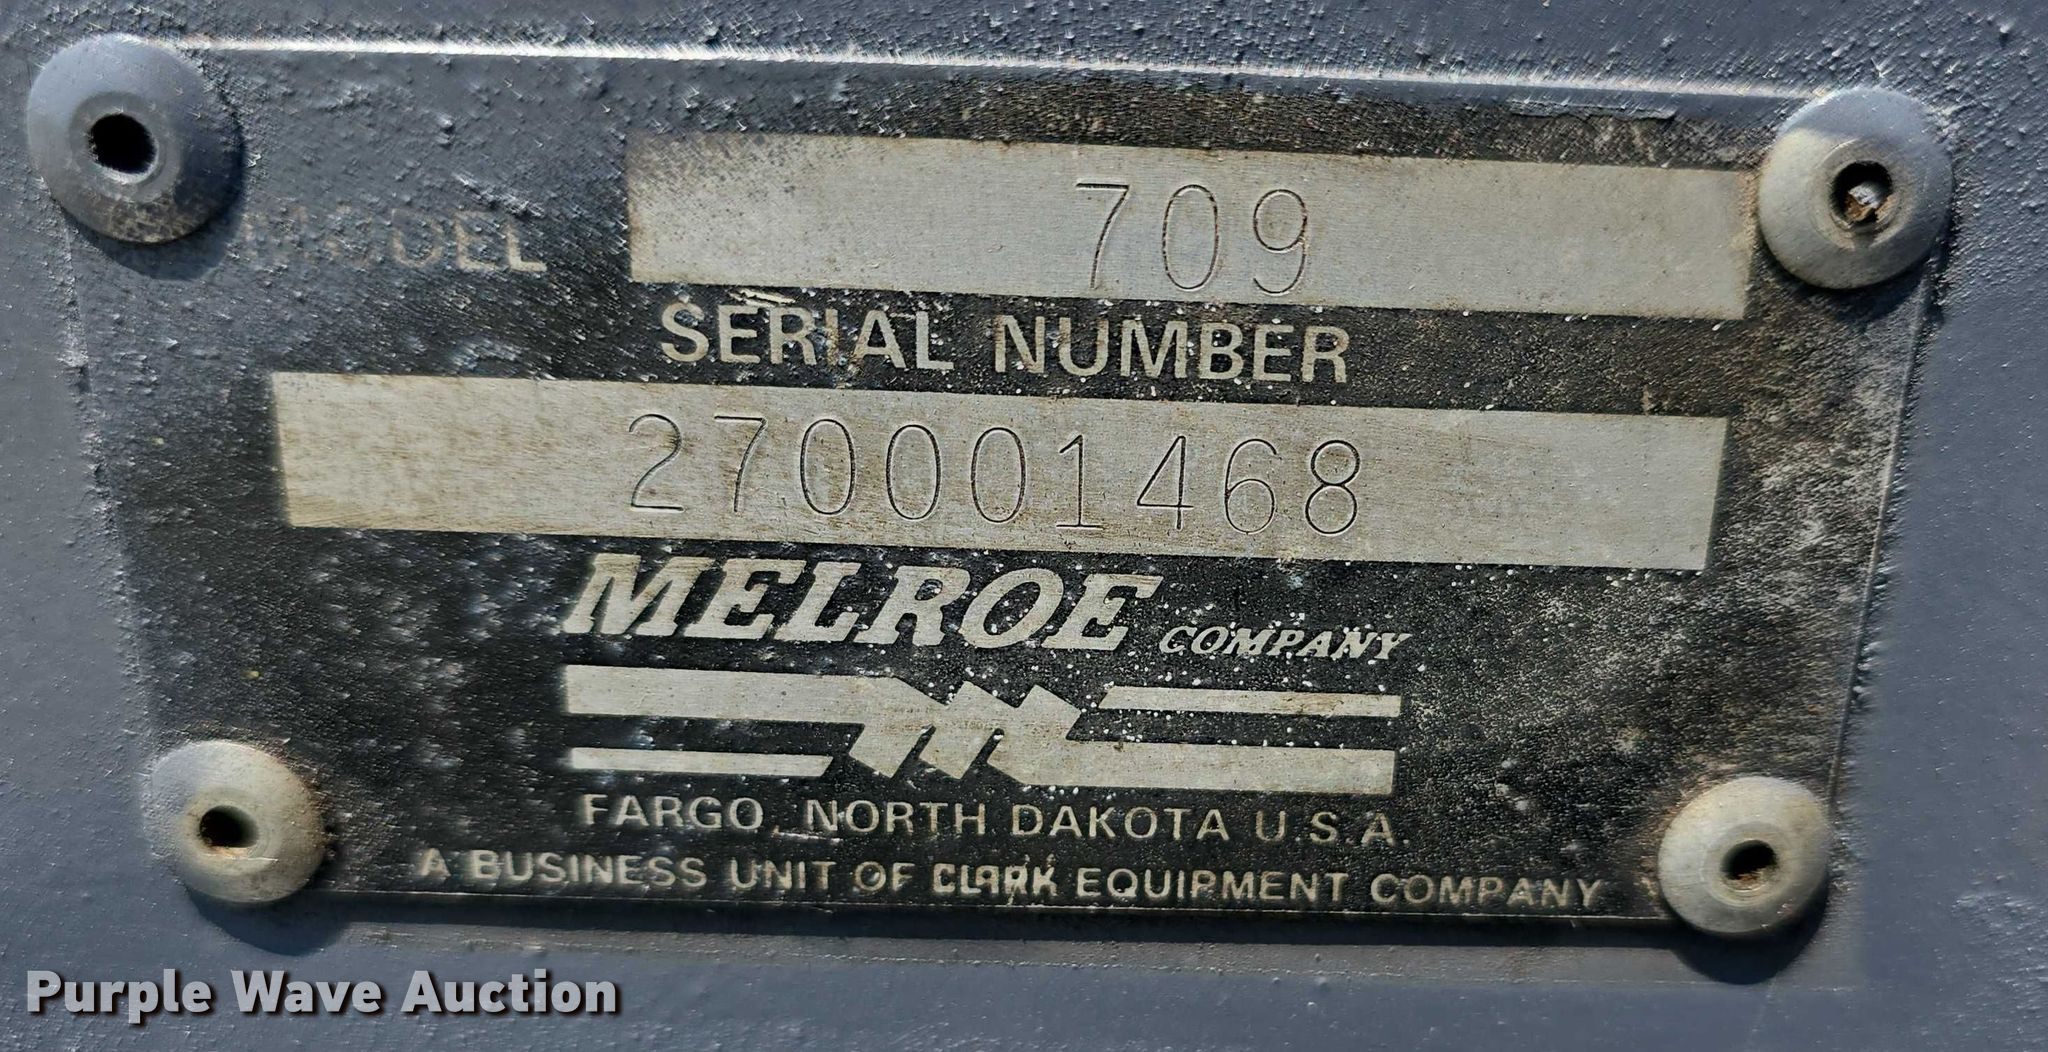 MODEL 709
SERIAL NUMBER
270001468
MELROE COMPANY
FARGO, NORTH DAKOTA U.S.A.
A BUSINESS UNIT OF CLARK EQUIPMENT COMPANY
Purple Wave Auction